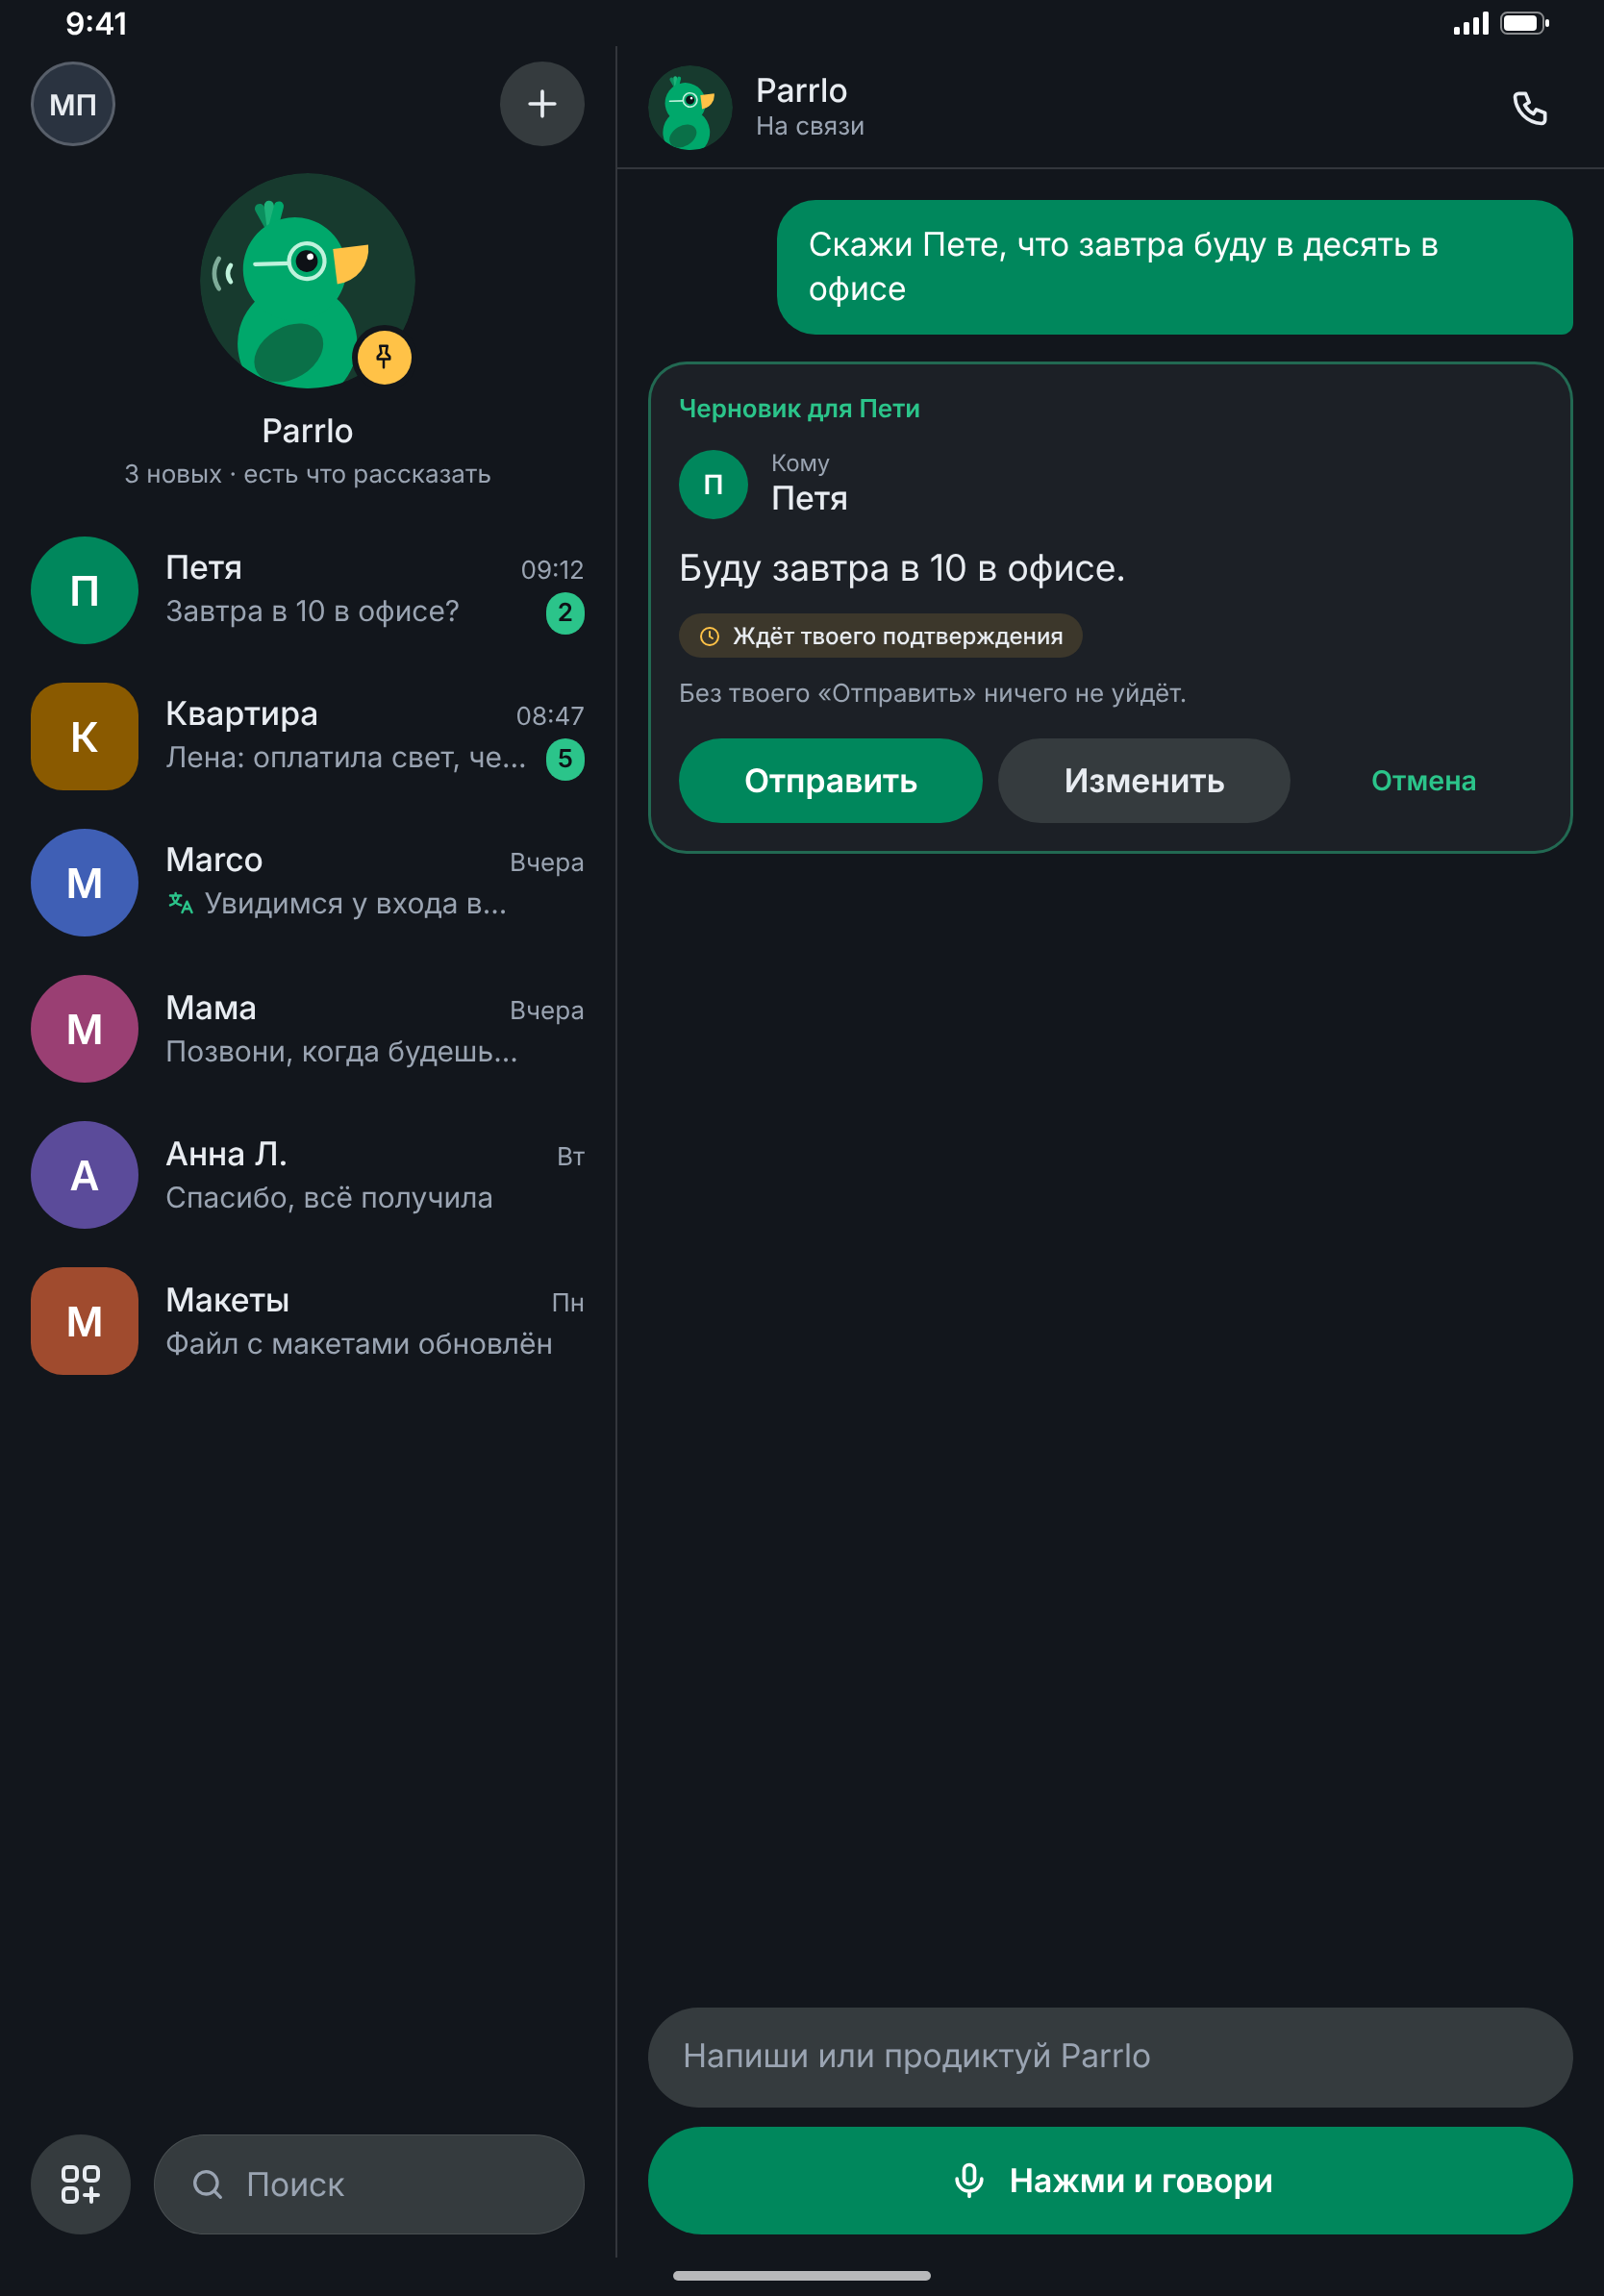 9:41
МП
Parrlo
3 новых · есть что рассказать
П
Петя
09:12
Завтра в 10 в офисе?
2
К
Квартира
08:47
Лена: оплатила свет, че...
5
M
Marco
Вчера
Увидимся у входа в...
М
Мама
Вчера
Позвони, когда будешь...
А
Анна Л.
Вт
Спасибо, всё получила
М
Макеты
Пн
Файл с макетами обновлён
Поиск
Parrlo
На связи
Скажи Пете, что завтра буду в десять в
офисе
Черновик для Пети
П
Кому
Петя
Буду завтра в 10 в офисе.
Ждёт твоего подтверждения
Без твоего «Отправить» ничего не уйдёт.
Отправить
Изменить
Отмена
Напиши или продиктуй Parrlo
Нажми и говори